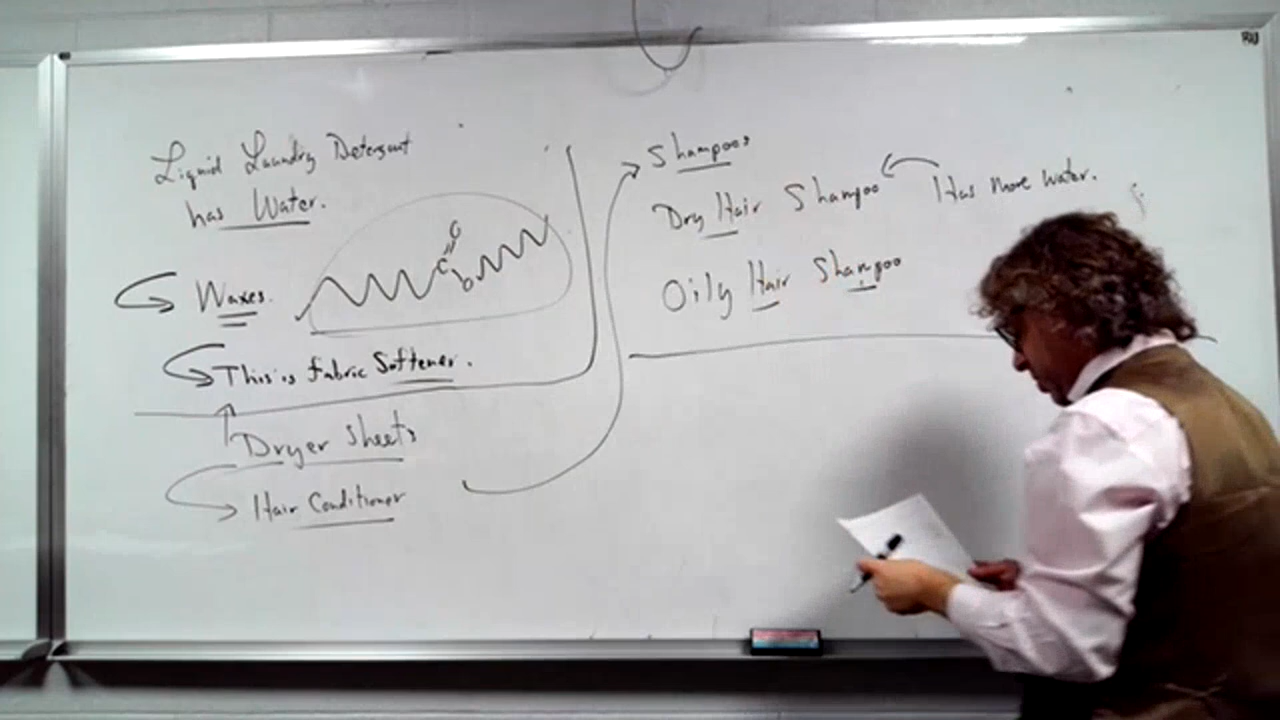 Liquid Laundry Detergent
has Water.
Waxes.
C O
O
This is fabric Softener.
Dryer Sheets
Hair Conditioner
Shampoos
Dry Hair Shampoo
Has More Water.
Oily Hair Shampoo